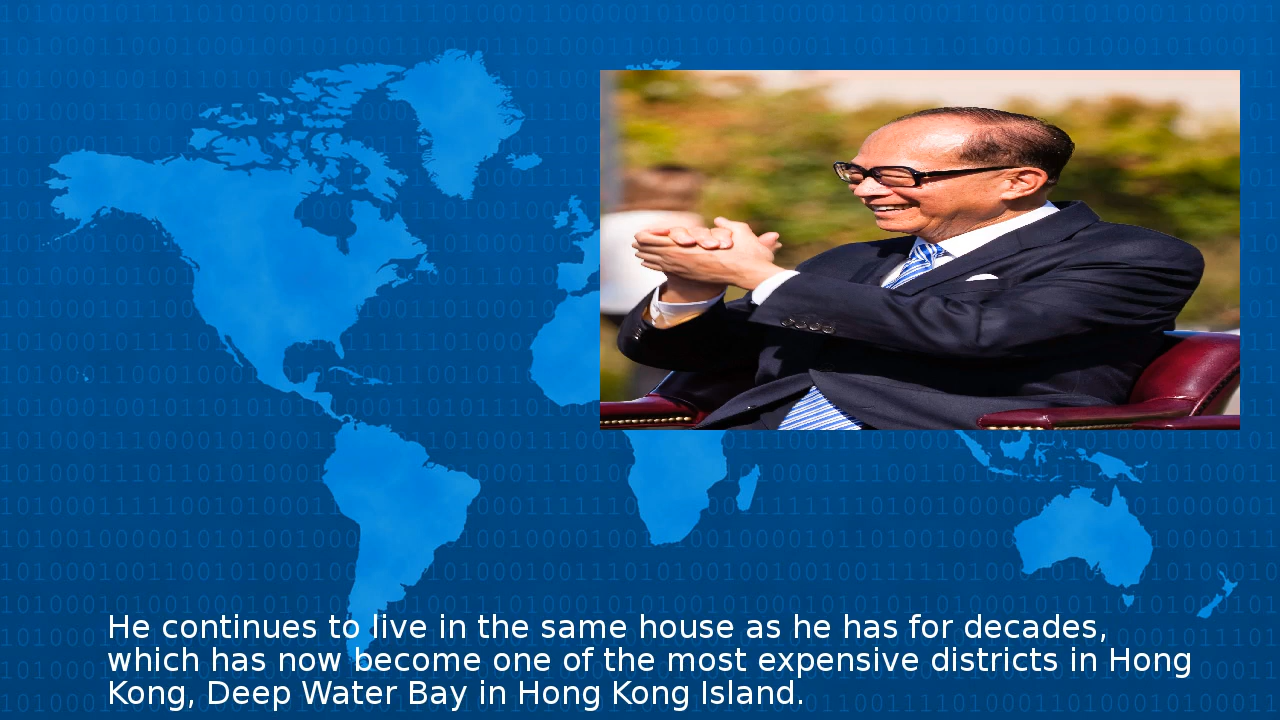 He continues to live in the same house as he has for decades,
which has now become one of the most expensive districts in Hong
Kong, Deep Water Bay in Hong Kong Island.